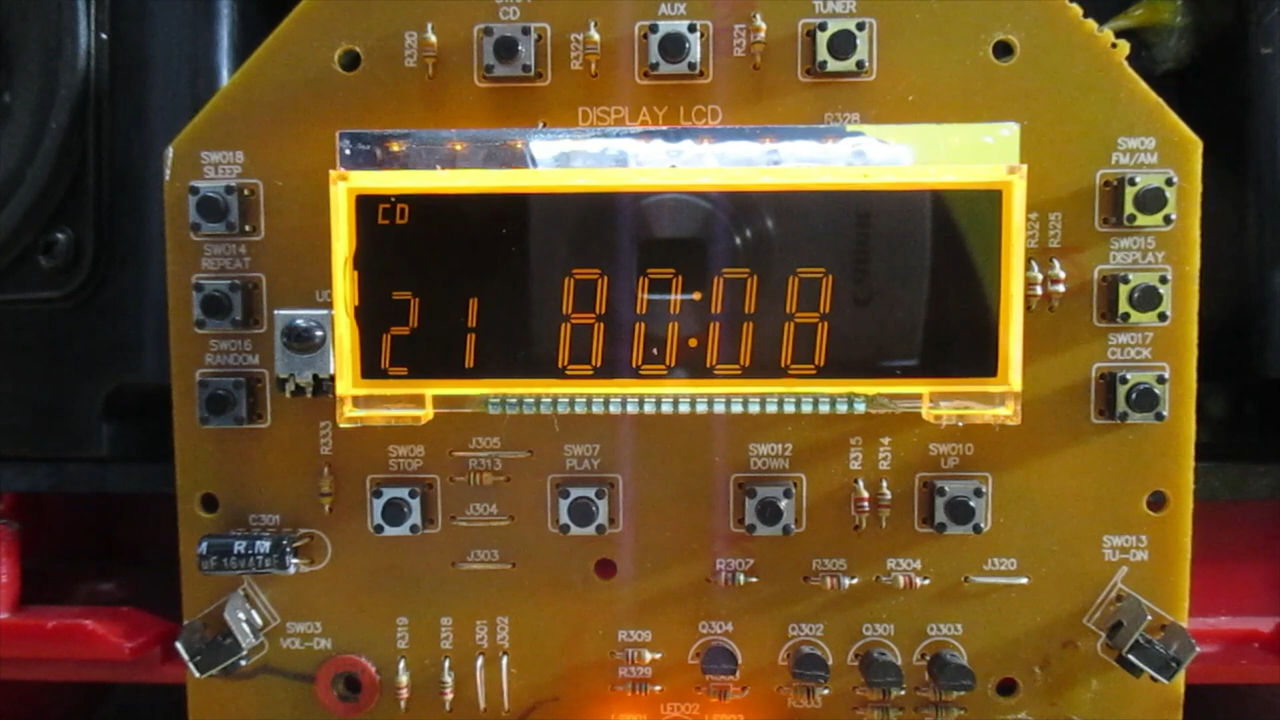 CD
AUX
TUNER
R320
R322
R321
DISPLAY LCD
R328
SW018
SLEEP
SW09
FM/AM
CD
R324
R325
SW014
REPEAT
SW015
DISPLAY
21 80:08
SW016
RANDOM
SW017
CLOCK
R333
SW08
STOP
J305
R313
SW07
PLAY
SW012
DOWN
R315
R314
SW010
UP
J304
C301
R.M
16V47µF
J303
SW013
TU-DN
R307
R305
R304
J320
SW03
VOL-DN
R319
R318
J301
J302
R309
R329
Q304
Q302
Q301
Q303
R303
LED02